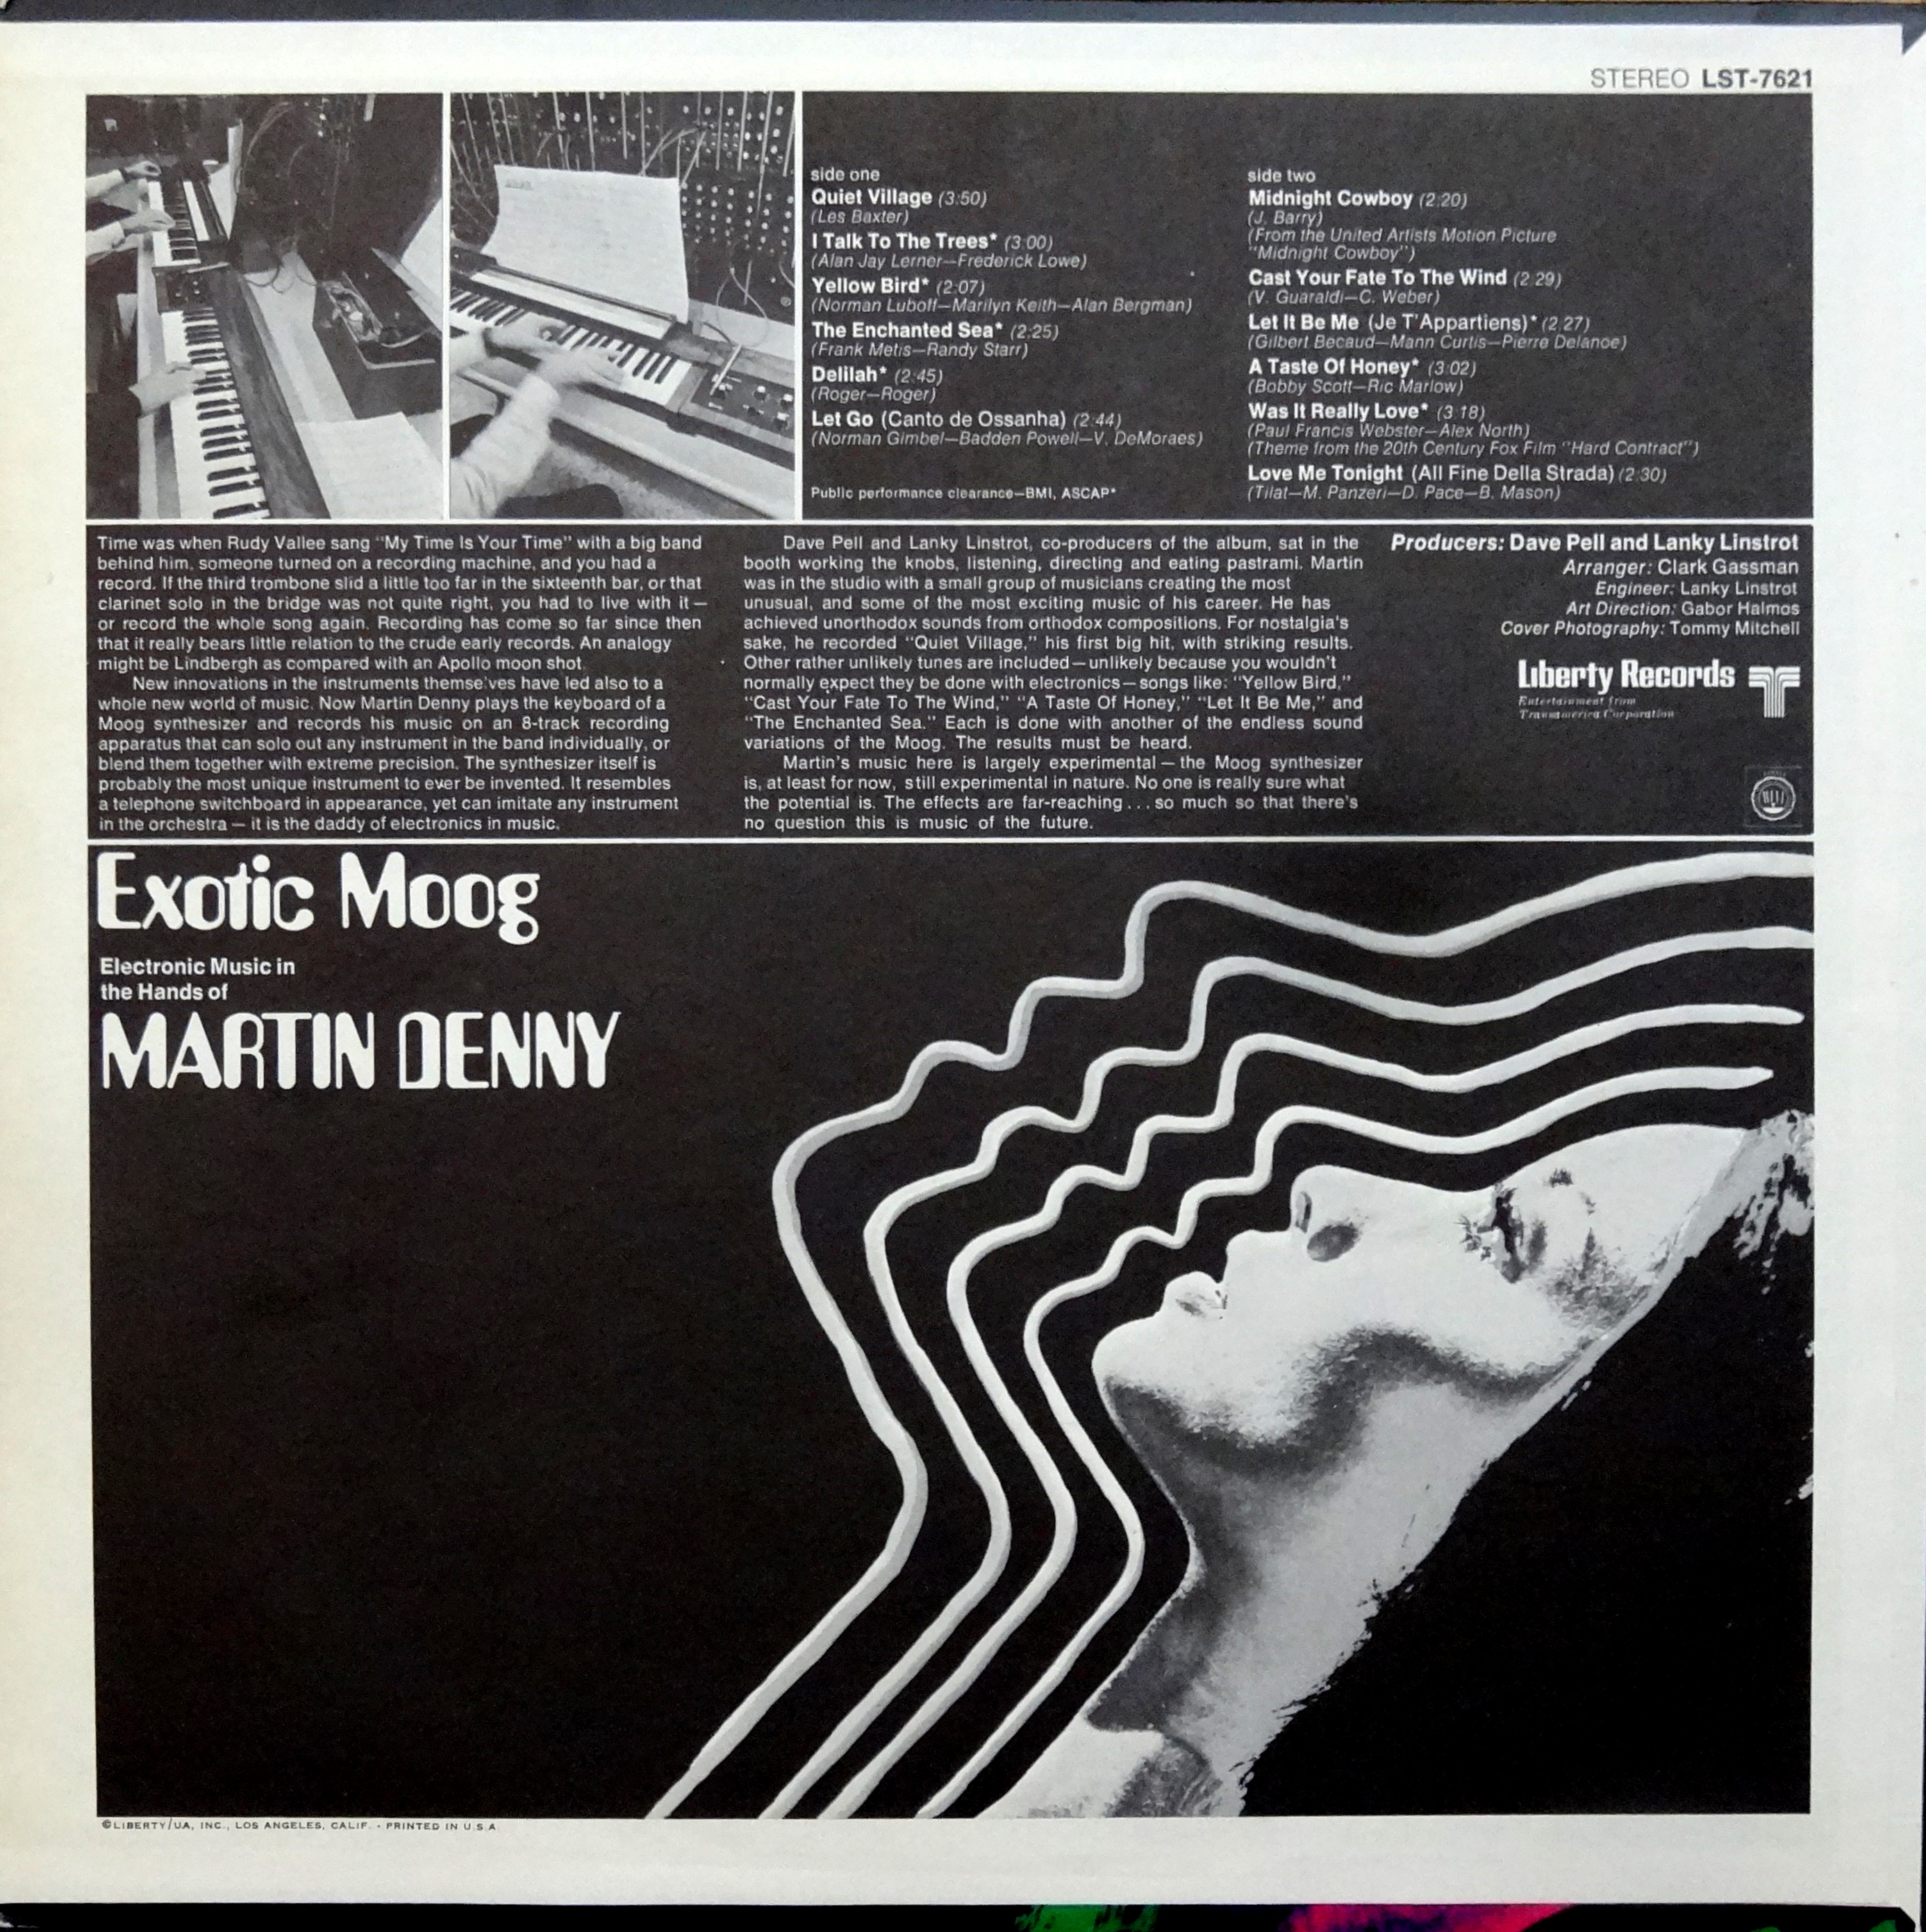 STEREO LST-7621
side one
Quiet Village (3:50)
(Les Baxter)
I Talk To The Trees* (3:00)
(Alan Jay Lerner—Frederick Lowe)
Yellow Bird* (2:07)
(Norman Luboff—Marilyn Keith—Alan Bergman)
The Enchanted Sea* (2:25)
(Frank Metis—Randy Starr)
Delilah* (2:45)
(Roger—Roger)
Let Go (Canto de Ossanha) (2:44)
(Norman Gimbel—Badden Powell—V. DeMoraes)
Public performance clearance—BMI, ASCAP*
side two
Midnight Cowboy (2:20)
(J. Barry)
(From the United Artists Motion Picture
"Midnight Cowboy")
Cast Your Fate To The Wind (2:29)
(V. Guaraldi—C. Weber)
Let It Be Me (Je T'Appartiens)* (2:27)
(Gilbert Becaud—Mann Curtis—Pierre Delanoe)
A Taste Of Honey* (3:02)
(Bobby Scott—Ric Marlow)
Was It Really Love* (3:18)
(Paul Francis Webster—Alex North)
(Theme from the 20th Century Fox Film "Hard Contract")
Love Me Tonight (All Fine Della Strada) (2:30)
(Tilat—M. Panzeri—D. Pace—B. Mason)
Time was when Rudy Vallee sang "My Time Is Your Time" with a big band
behind him, someone turned on a recording machine, and you had a
record. If the third trombone slid a little too far in the sixteenth bar, or that
clarinet solo in the bridge was not quite right, you had to live with it—
or record the whole song again. Recording has come so far since then
that it really bears little relation to the crude early records. An analogy
might be Lindbergh as compared with an Apollo moon shot.
New innovations in the instruments themselves have led also to a
whole new world of music. Now Martin Denny plays the keyboard of a
Moog synthesizer and records his music on an 8-track recording
apparatus that can solo out any instrument in the band individually, or
blend them together with extreme precision. The synthesizer itself is
probably the most unique instrument to ever be invented. It resembles
a telephone switchboard in appearance, yet can imitate any instrument
in the orchestra — it is the daddy of electronics in music.
Dave Pell and Lanky Linstrot, co-producers of the album, sat in the
booth working the knobs, listening, directing and eating pastrami. Martin
was in the studio with a small group of musicians creating the most
unusual, and some of the most exciting music of his career. He has
achieved unorthodox sounds from orthodox compositions. For nostalgia's
sake, he recorded "Quiet Village," his first big hit, with striking results.
Other rather unlikely tunes are included—unlikely because you wouldn't
normally expect they be done with electronics—songs like: "Yellow Bird,"
"Cast Your Fate To The Wind," "A Taste Of Honey," "Let It Be Me," and
"The Enchanted Sea." Each is done with another of the endless sound
variations of the Moog. The results must be heard.
Martin's music here is largely experimental — the Moog synthesizer
is, at least for now, still experimental in nature. No one is really sure what
the potential is. The effects are far-reaching . . . so much so that there's
no question this is music of the future.
Producers: Dave Pell and Lanky Linstrot
Arranger: Clark Gassman
Engineer: Lanky Linstrot
Art Direction: Gabor Halmos
Cover Photography: Tommy Mitchell
Liberty Records
Entertainment from
Transamerica Corporation
Exotic Moog
Electronic Music in
the Hands of
MARTIN DENNY
©LIBERTY/UA, INC., LOS ANGELES, CALIF. • PRINTED IN U.S.A.